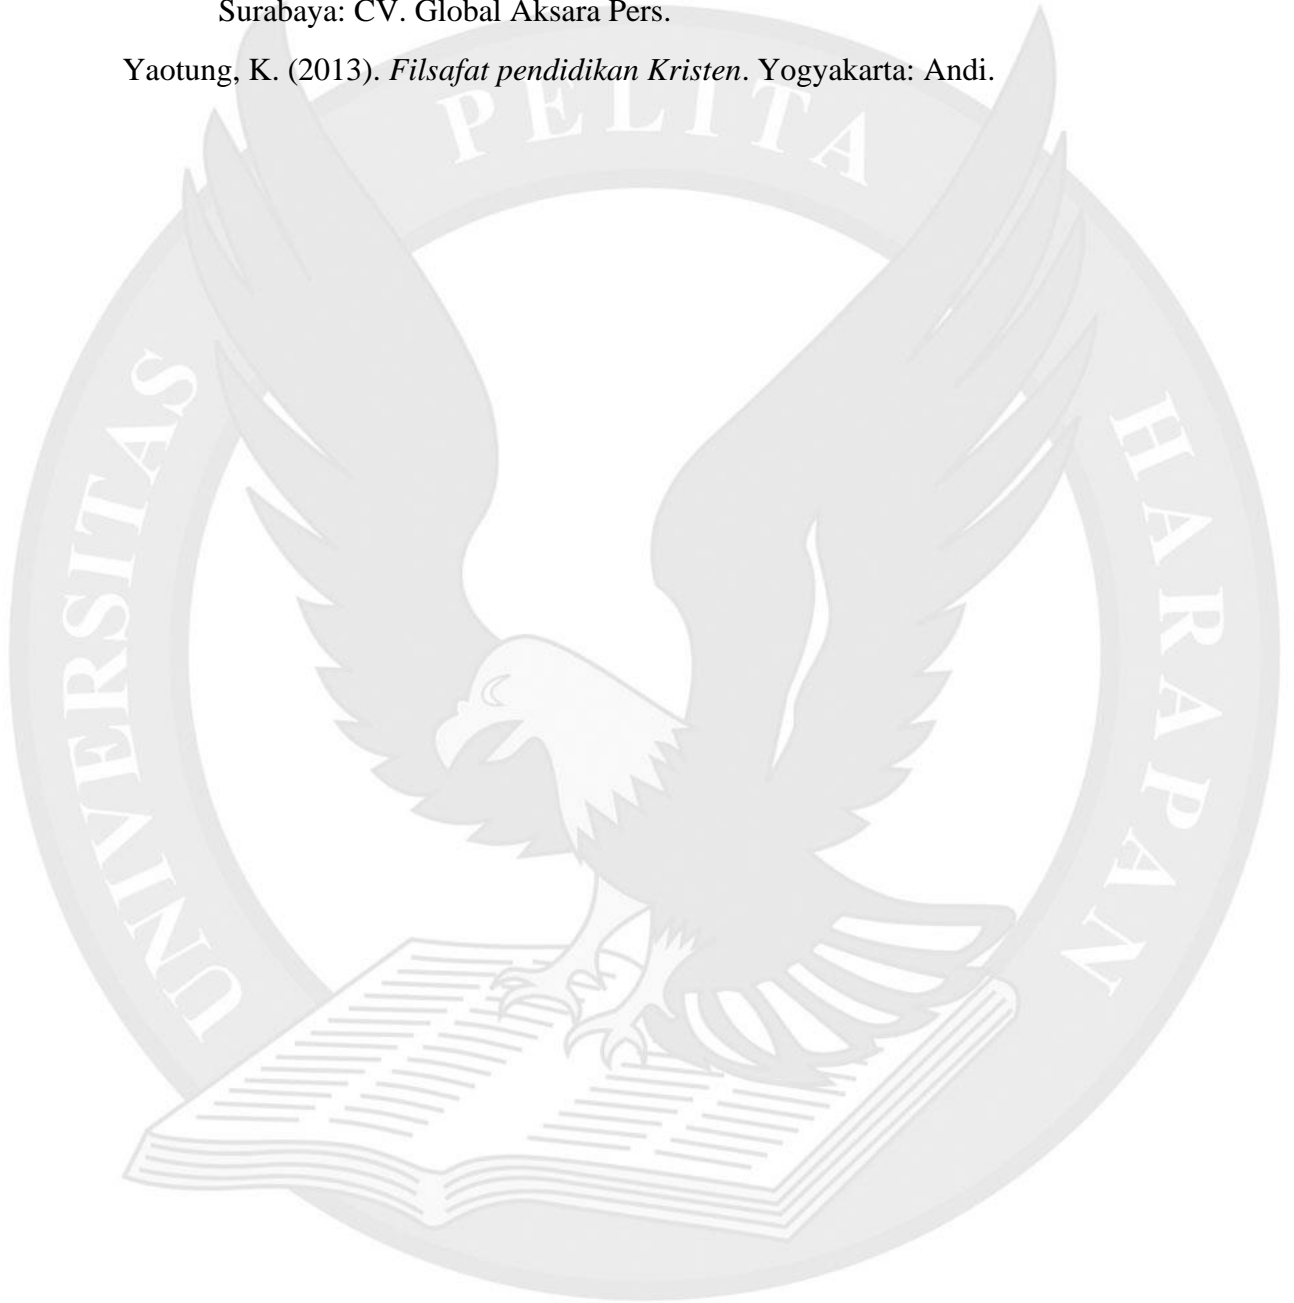 Surabaya: CV. Global Aksara Pers.
Yaotung, K. (2013). Filsafat pendidikan Kristen. Yogyakarta: Andi.
UNIVERSITAS PELITA HARAPAN